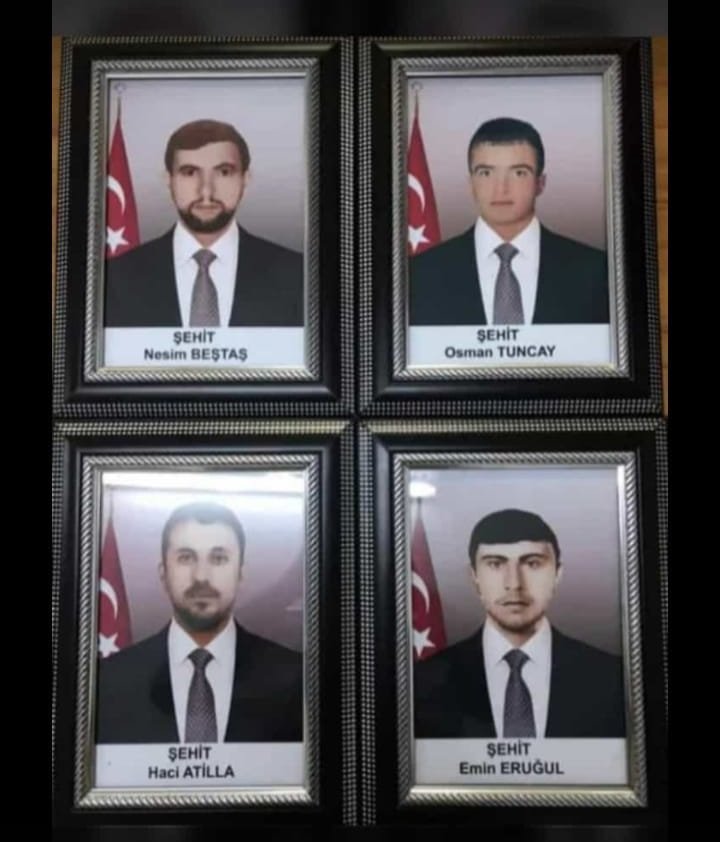 ŞEHİT
Nesim BEŞTAŞ
ŞEHİT
Osman TUNCAY
ŞEHİT
Haci ATİLLA
ŞEHİT
Emin ERUĞUL